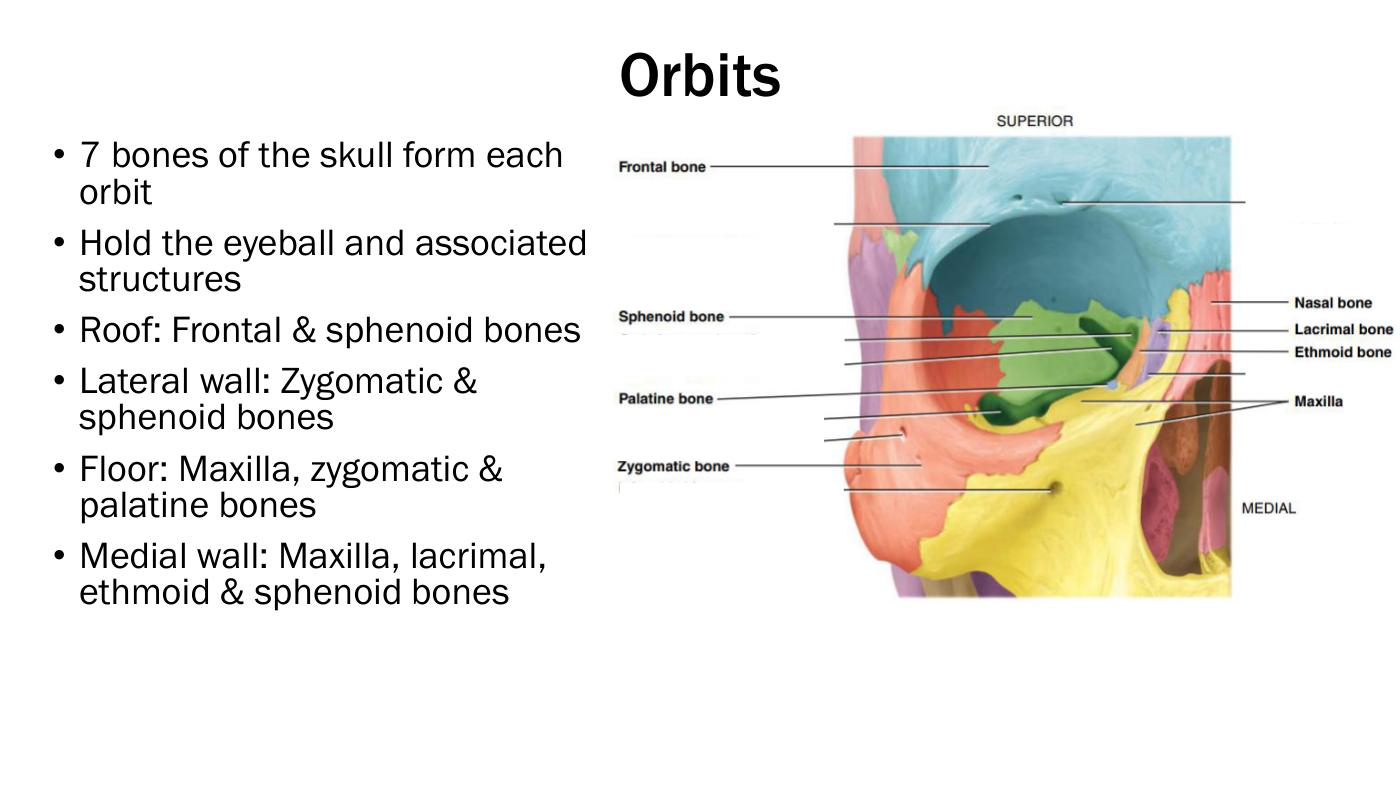 Orbits
• 7 bones of the skull form each
orbit
• Hold the eyeball and associated
structures
• Roof: Frontal & sphenoid bones
• Lateral wall: Zygomatic &
sphenoid bones
• Floor: Maxilla, zygomatic &
palatine bones
• Medial wall: Maxilla, lacrimal,
ethmoid & sphenoid bones
SUPERIOR
Frontal bone
Sphenoid bone
Palatine bone
Zygomatic bone
Nasal bone
Lacrimal bone
Ethmoid bone
Maxilla
MEDIAL